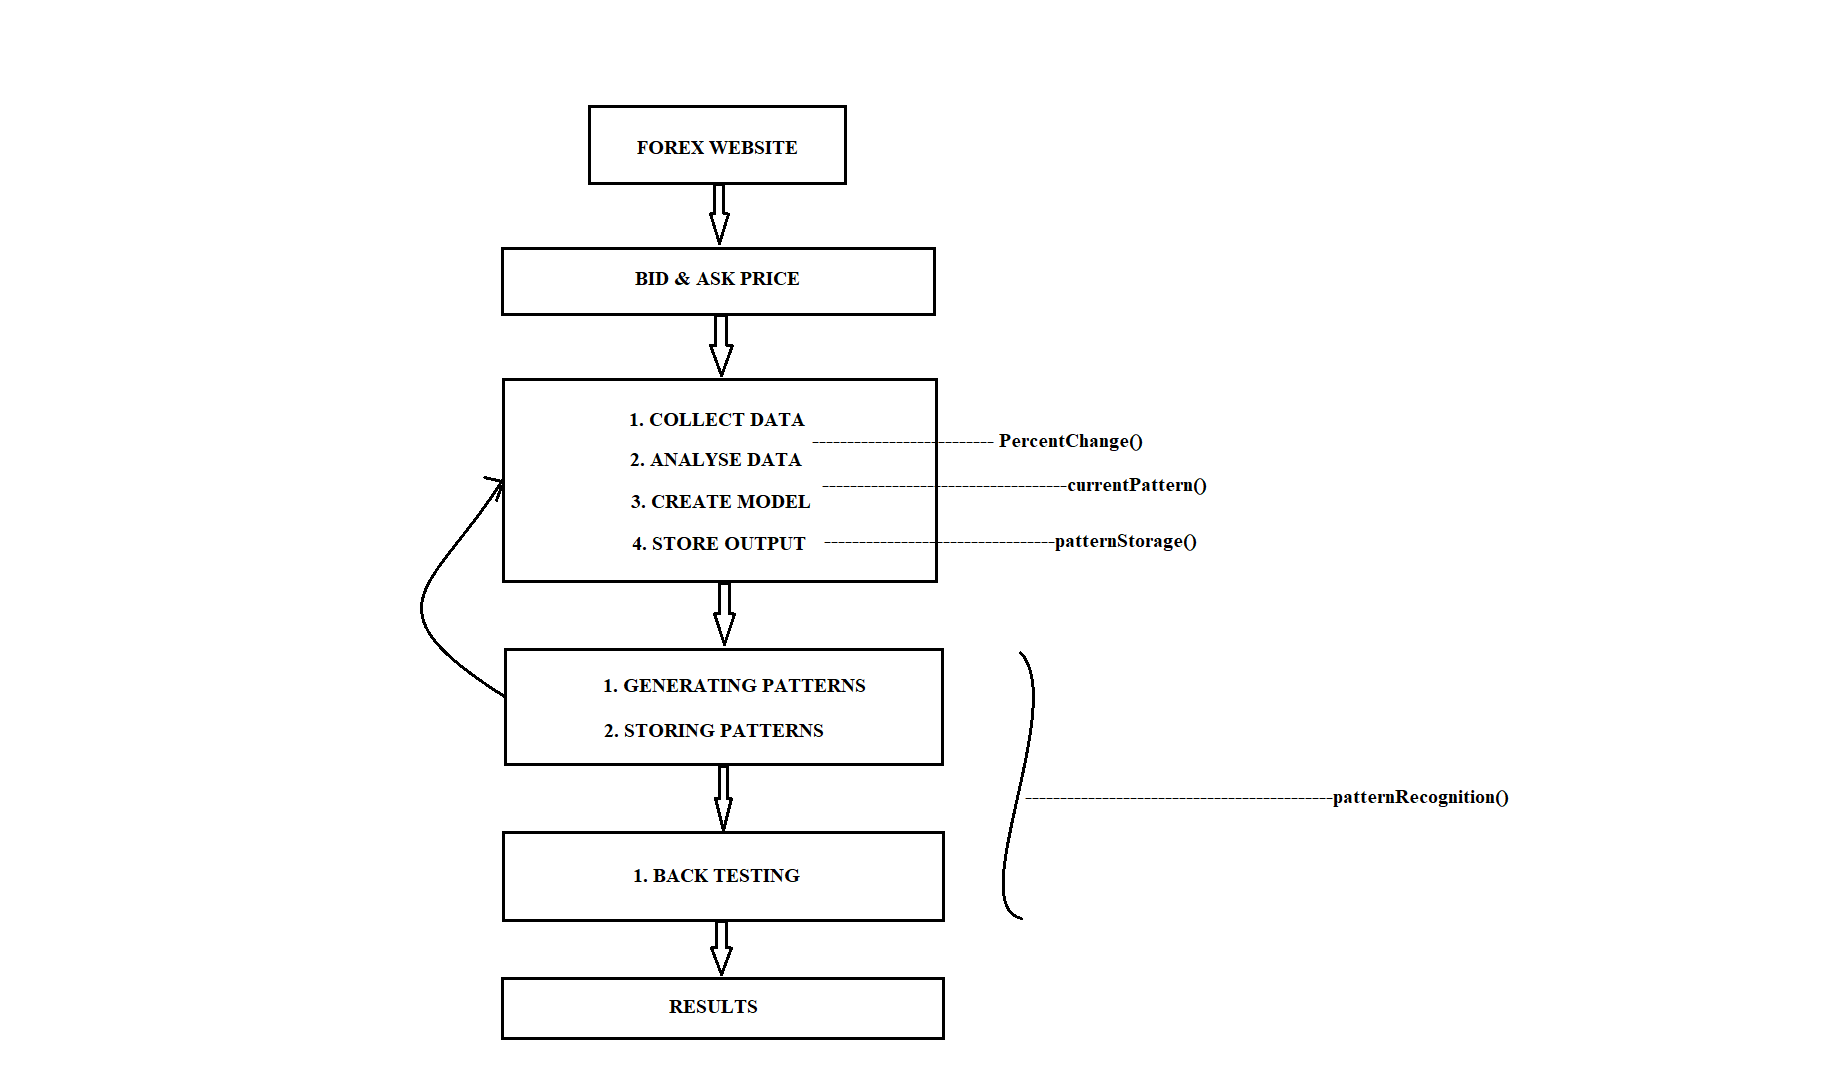 FOREX WEBSITE
BID & ASK PRICE
1. COLLECT DATA
-------------------------- PercentChange()
2. ANALYSE DATA
-----------------------------------currentPattern()
3. CREATE MODEL
4. STORE OUTPUT ---------------------------------patternStorage()
1. GENERATING PATTERNS
2. STORING PATTERNS
--------------------------------------------patternRecognition()
1. BACK TESTING
RESULTS